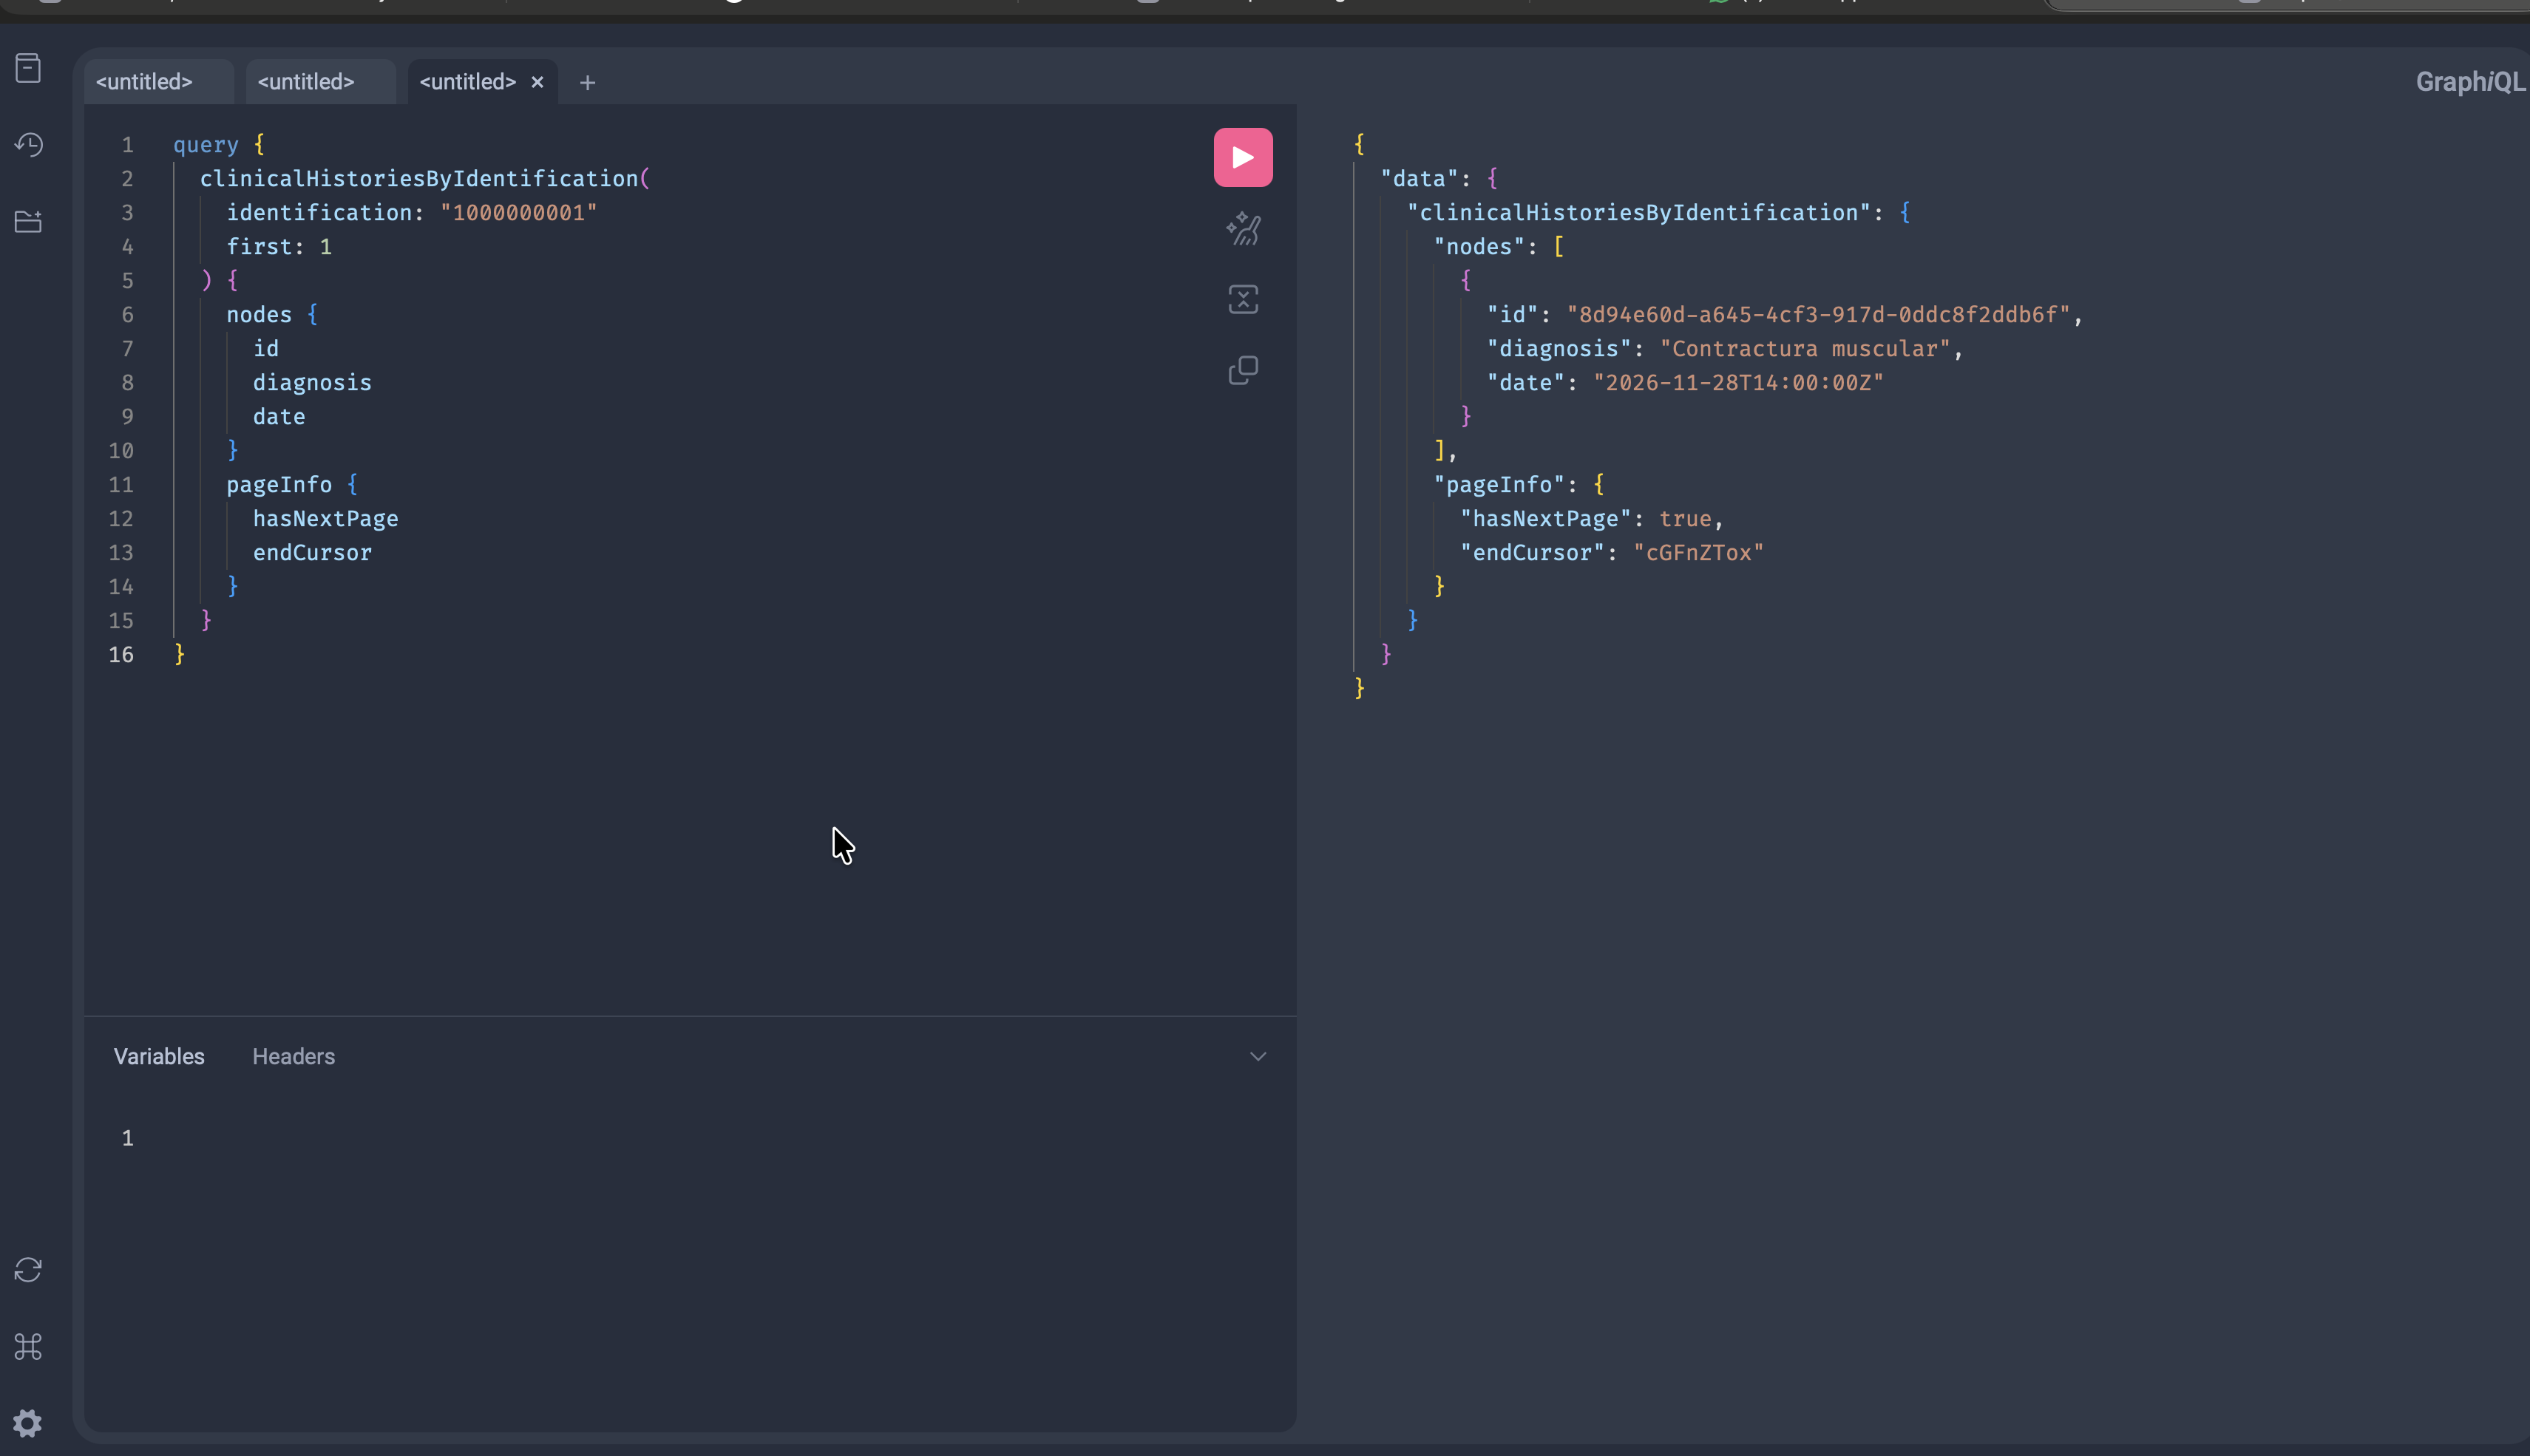 <untitled> <untitled> <untitled> × +
GraphiQL
1 query {
2 clinicalHistoriesByIdentification(
3 identification: "1000000001"
4 first: 1
5 ) {
6 nodes {
7 id
8 diagnosis
9 date
10 }
11 pageInfo {
12 hasNextPage
13 endCursor
14 }
15 }
16 }
Variables Headers
1
{
"data": {
"clinicalHistoriesByIdentification": {
"nodes": [
{
"id": "8d94e60d-a645-4cf3-917d-0ddc8f2ddb6f",
"diagnosis": "Contractura muscular",
"date": "2026-11-28T14:00:00Z"
}
],
"pageInfo": {
"hasNextPage": true,
"endCursor": "cGFnZTox"
}
}
}
}